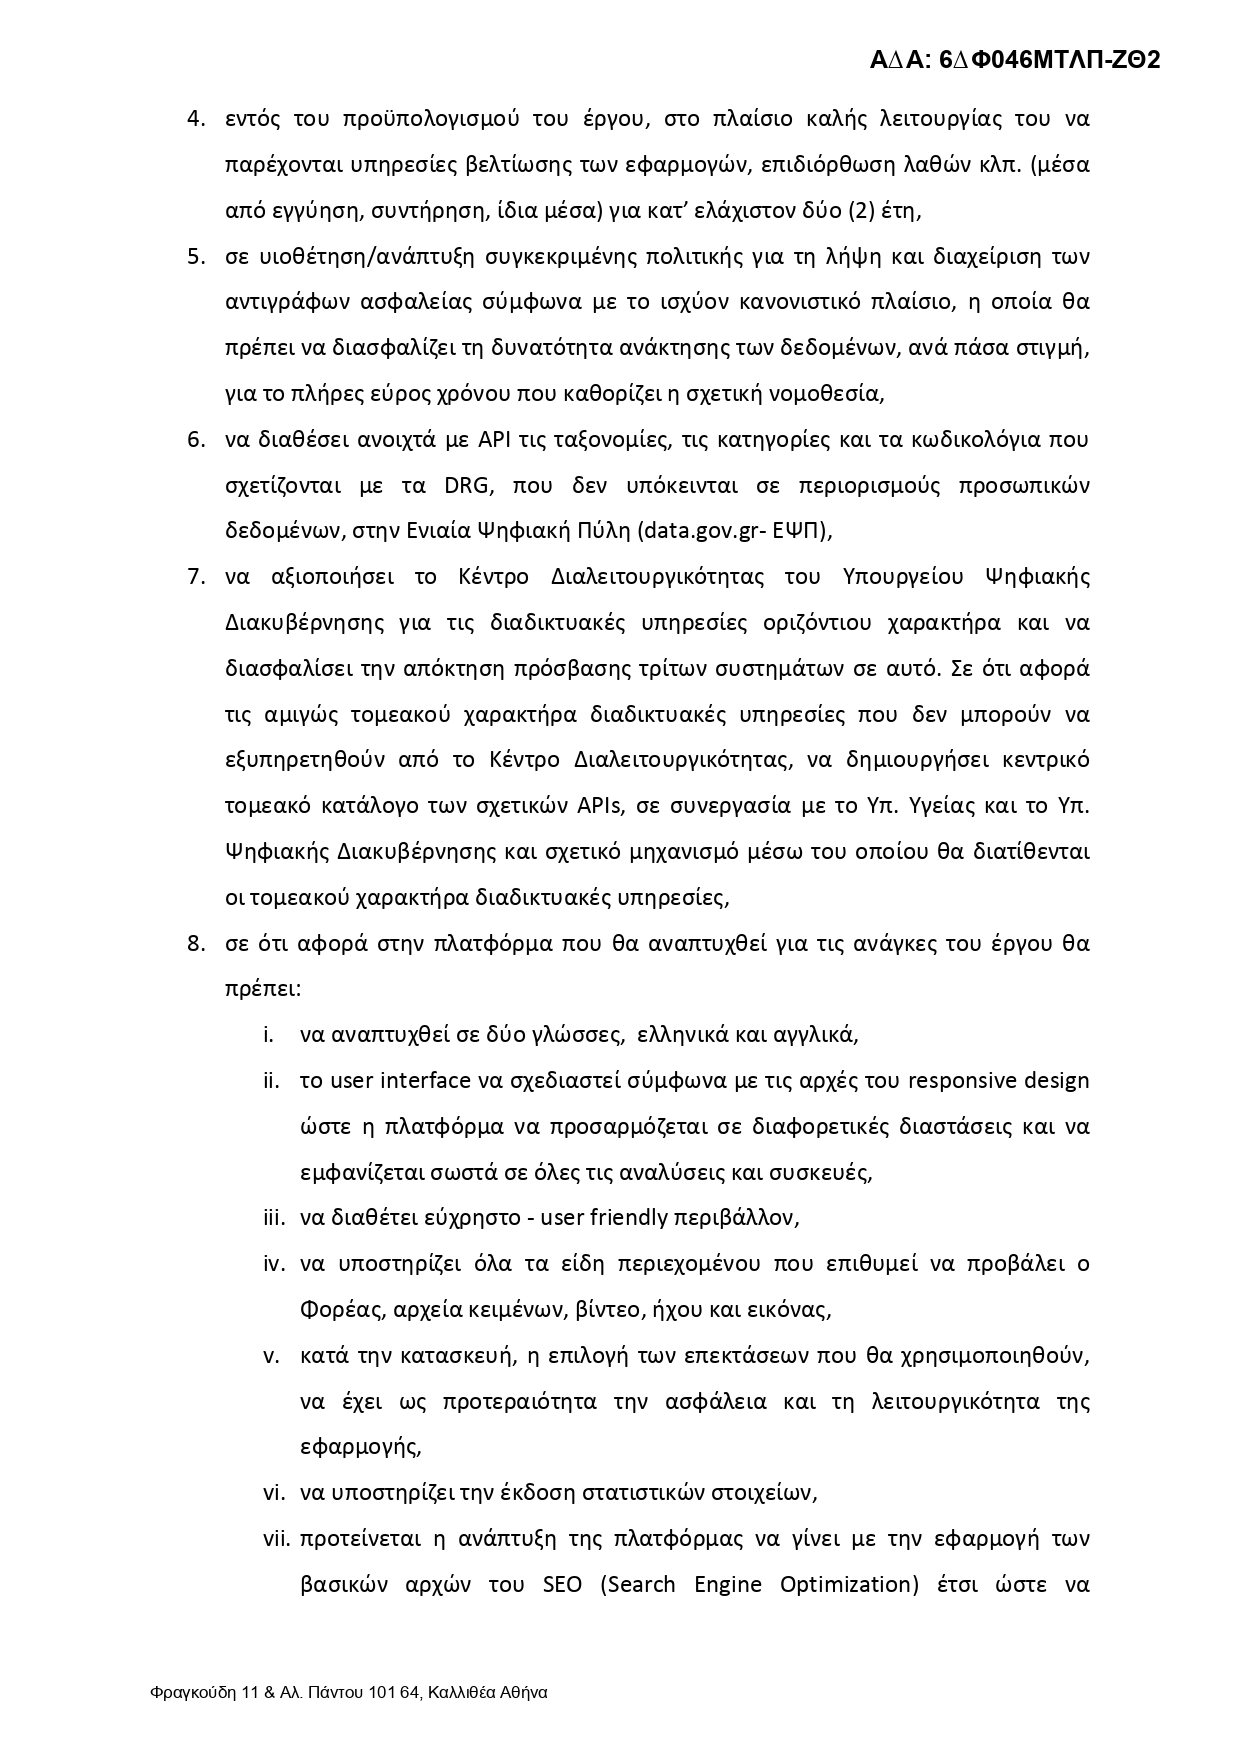 ΑΔΑ: 6ΔΦ046ΜΤΛΠ-ΖΘ2
4. εντός του προϋπολογισμού του έργου, στο πλαίσιο καλής λειτουργίας του να
παρέχονται υπηρεσίες βελτίωσης των εφαρμογών, επιδιόρθωση λαθών κλπ. (μέσα
από εγγύηση, συντήρηση, ίδια μέσα) για κατ’ ελάχιστον δύο (2) έτη,
5. σε υιοθέτηση/ανάπτυξη συγκεκριμένης πολιτικής για τη λήψη και διαχείριση των
αντιγράφων ασφαλείας σύμφωνα με το ισχύον κανονιστικό πλαίσιο, η οποία θα
πρέπει να διασφαλίζει τη δυνατότητα ανάκτησης των δεδομένων, ανά πάσα στιγμή,
για το πλήρες εύρος χρόνου που καθορίζει η σχετική νομοθεσία,
6. να διαθέσει ανοιχτά με API τις ταξονομίες, τις κατηγορίες και τα κωδικολόγια που
σχετίζονται με τα DRG, που δεν υπόκεινται σε περιορισμούς προσωπικών
δεδομένων, στην Ενιαία Ψηφιακή Πύλη (data.gov.gr- ΕΨΠ),
7. να αξιοποιήσει το Κέντρο Διαλειτουργικότητας του Υπουργείου Ψηφιακής
Διακυβέρνησης για τις διαδικτυακές υπηρεσίες οριζόντιου χαρακτήρα και να
διασφαλίσει την απόκτηση πρόσβασης τρίτων συστημάτων σε αυτό. Σε ότι αφορά
τις αμιγώς τομεακού χαρακτήρα διαδικτυακές υπηρεσίες που δεν μπορούν να
εξυπηρετηθούν από το Κέντρο Διαλειτουργικότητας, να δημιουργήσει κεντρικό
τομεακό κατάλογο των σχετικών APIs, σε συνεργασία με το Υπ. Υγείας και το Υπ.
Ψηφιακής Διακυβέρνησης και σχετικό μηχανισμό μέσω του οποίου θα διατίθενται
οι τομεακού χαρακτήρα διαδικτυακές υπηρεσίες,
8. σε ότι αφορά στην πλατφόρμα που θα αναπτυχθεί για τις ανάγκες του έργου θα
πρέπει:
i. να αναπτυχθεί σε δύο γλώσσες,  ελληνικά και αγγλικά,
ii. το user interface να σχεδιαστεί σύμφωνα με τις αρχές του responsive design
ώστε η πλατφόρμα να προσαρμόζεται σε διαφορετικές διαστάσεις και να
εμφανίζεται σωστά σε όλες τις αναλύσεις και συσκευές,
iii. να διαθέτει εύχρηστο - user friendly περιβάλλον,
iv. να υποστηρίζει όλα τα είδη περιεχομένου που επιθυμεί να προβάλει ο
Φορέας, αρχεία κειμένων, βίντεο, ήχου και εικόνας,
v. κατά την κατασκευή, η επιλογή των επεκτάσεων που θα χρησιμοποιηθούν,
να έχει ως προτεραιότητα την ασφάλεια και τη λειτουργικότητα της
εφαρμογής,
vi. να υποστηρίζει την έκδοση στατιστικών στοιχείων,
vii. προτείνεται η ανάπτυξη της πλατφόρμας να γίνει με την εφαρμογή των
βασικών αρχών του SEO (Search Engine Optimization) έτσι ώστε να
Φραγκούδη 11 & Αλ. Πάντου 101 64, Καλλιθέα Αθήνα